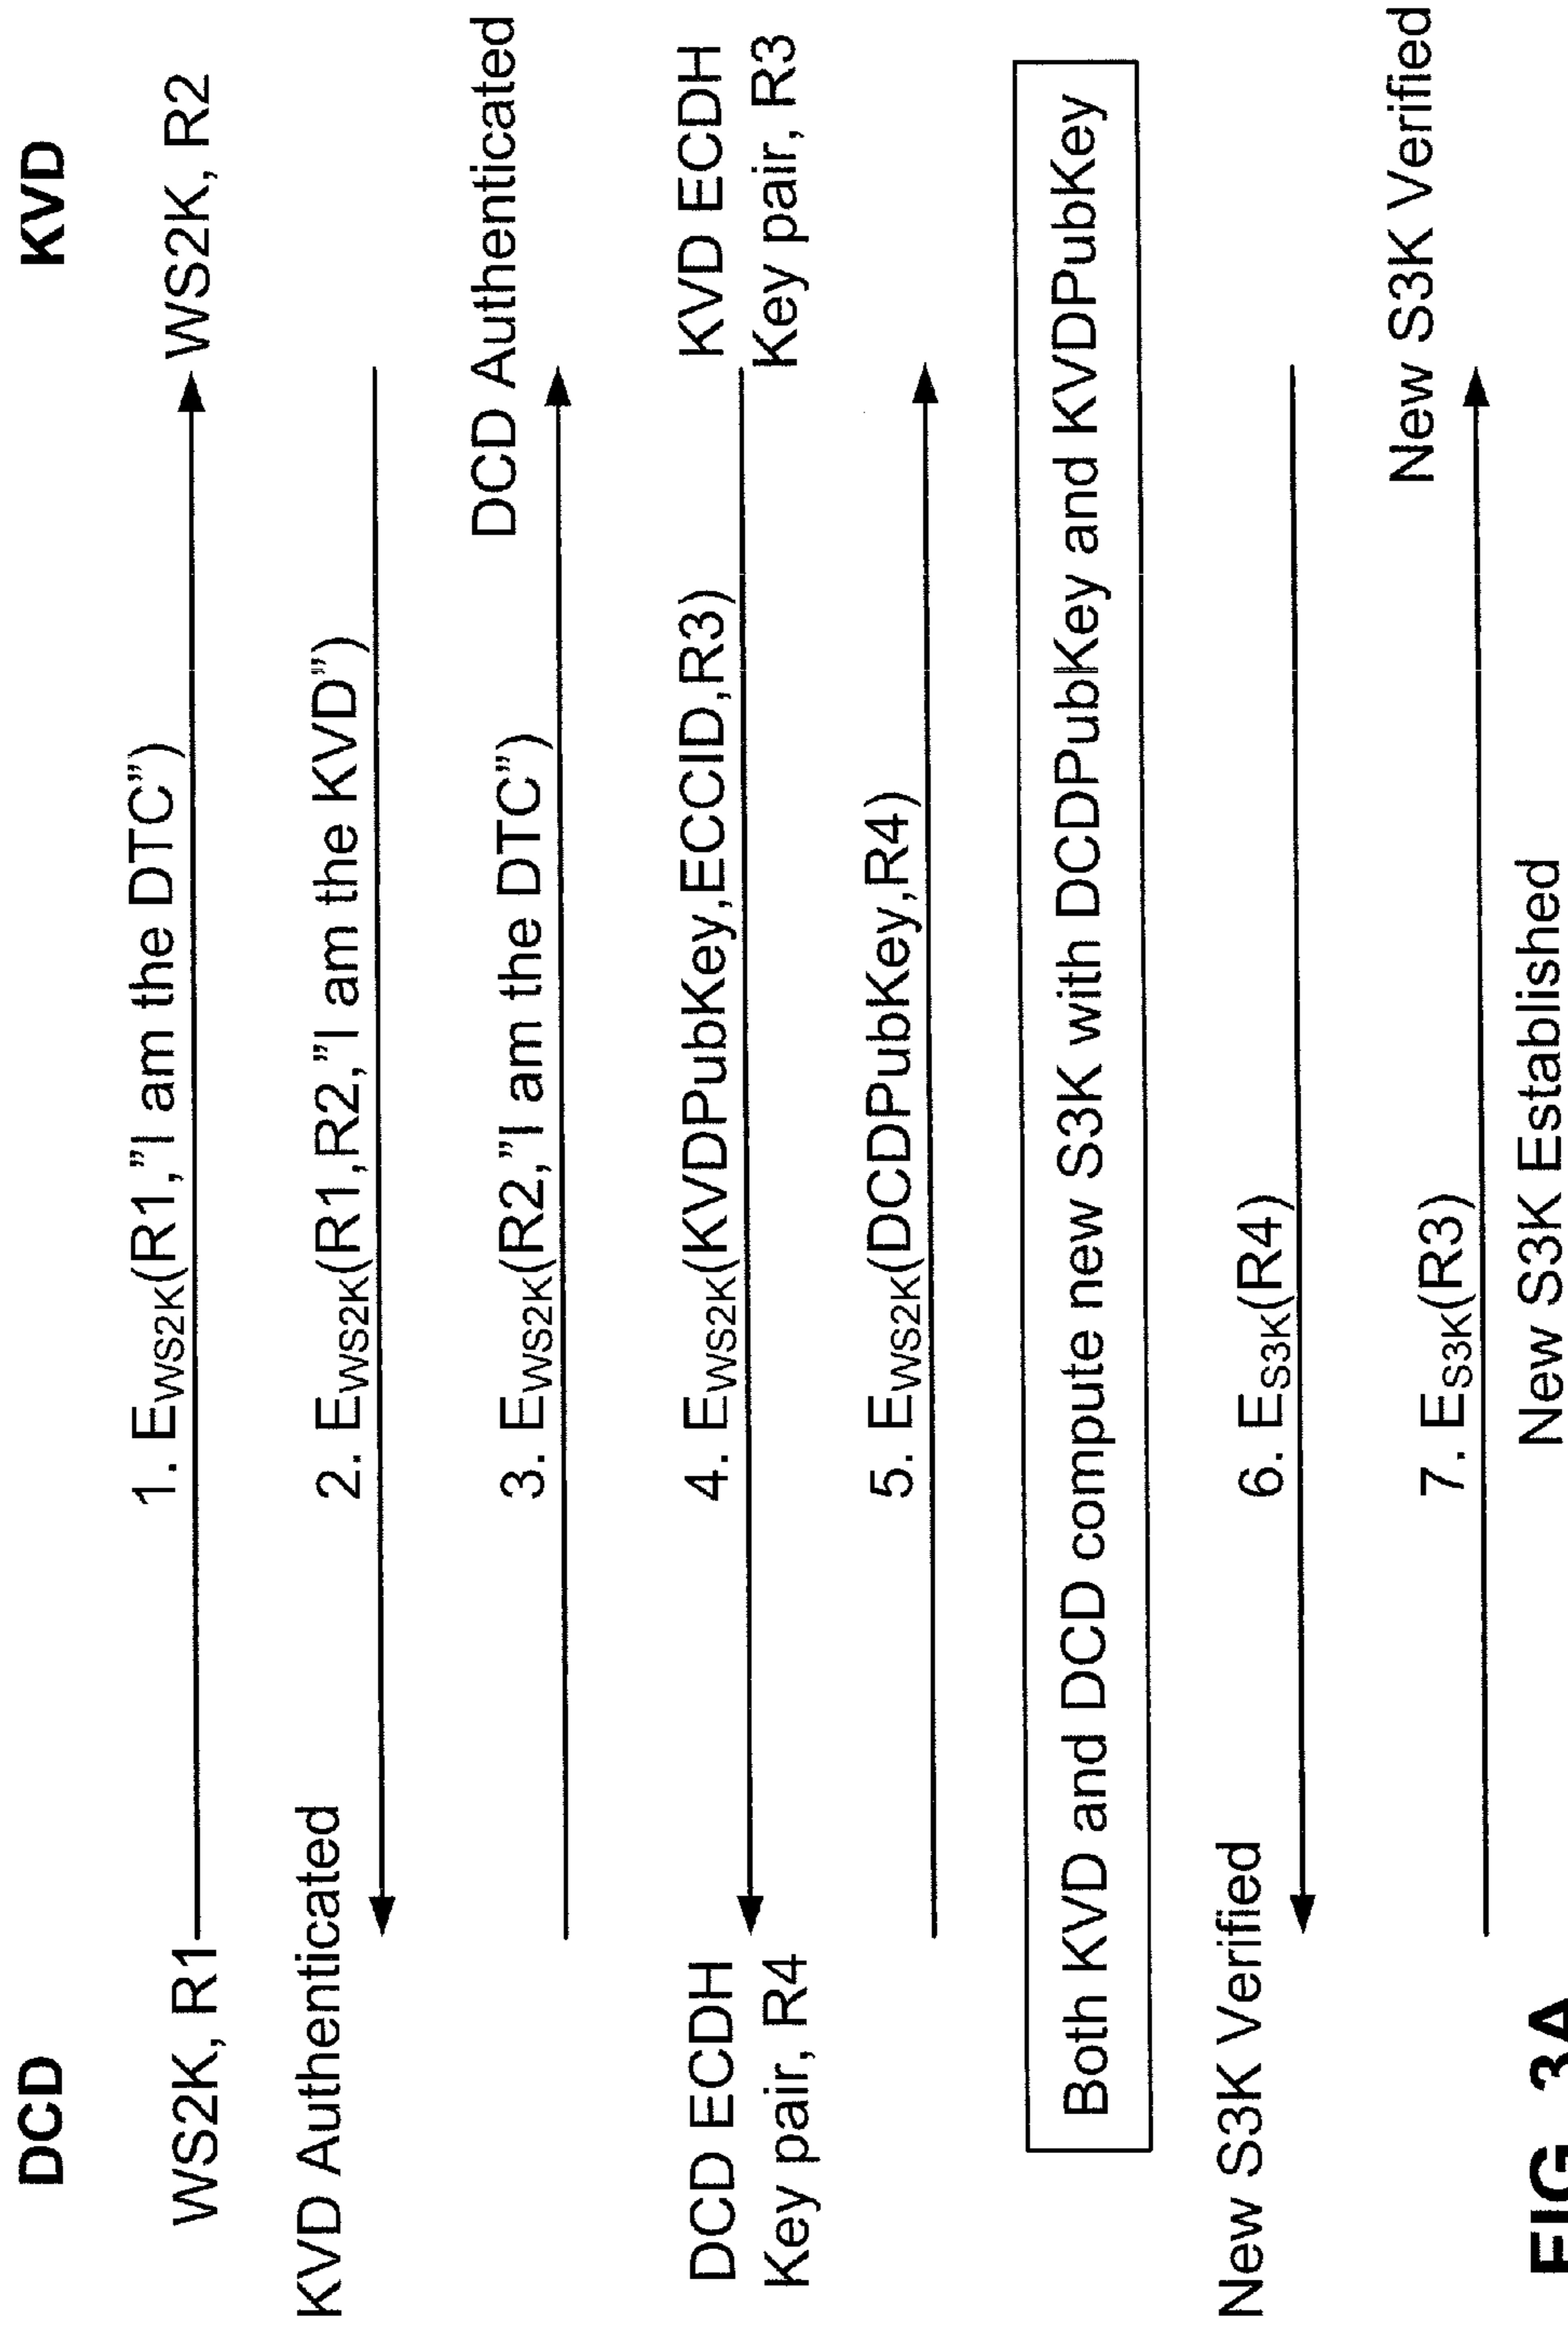 DCD KVD
WS2K, R1 1. EWS2K(R1,”I am the DTC”) WS2K, R2
KVD Authenticated 2. EWS2K(R1,R2,”I am the KVD”)
DCD Authenticated
3. EWS2K(R2,”I am the DTC”)
4. EWS2K(KVDPubKey,ECCID,R3)
DCD ECDH
Key pair, R4
KVD ECDH
Key pair, R3
5. EWS2K(DCDPubKey,R4)
Both KVD and DCD compute new S3K with DCDPubKey and KVDPubKey
New S3K Verified 6. ES3K(R4)
New S3K Verified
7. ES3K(R3)
New S3K Established
FIG. 3A